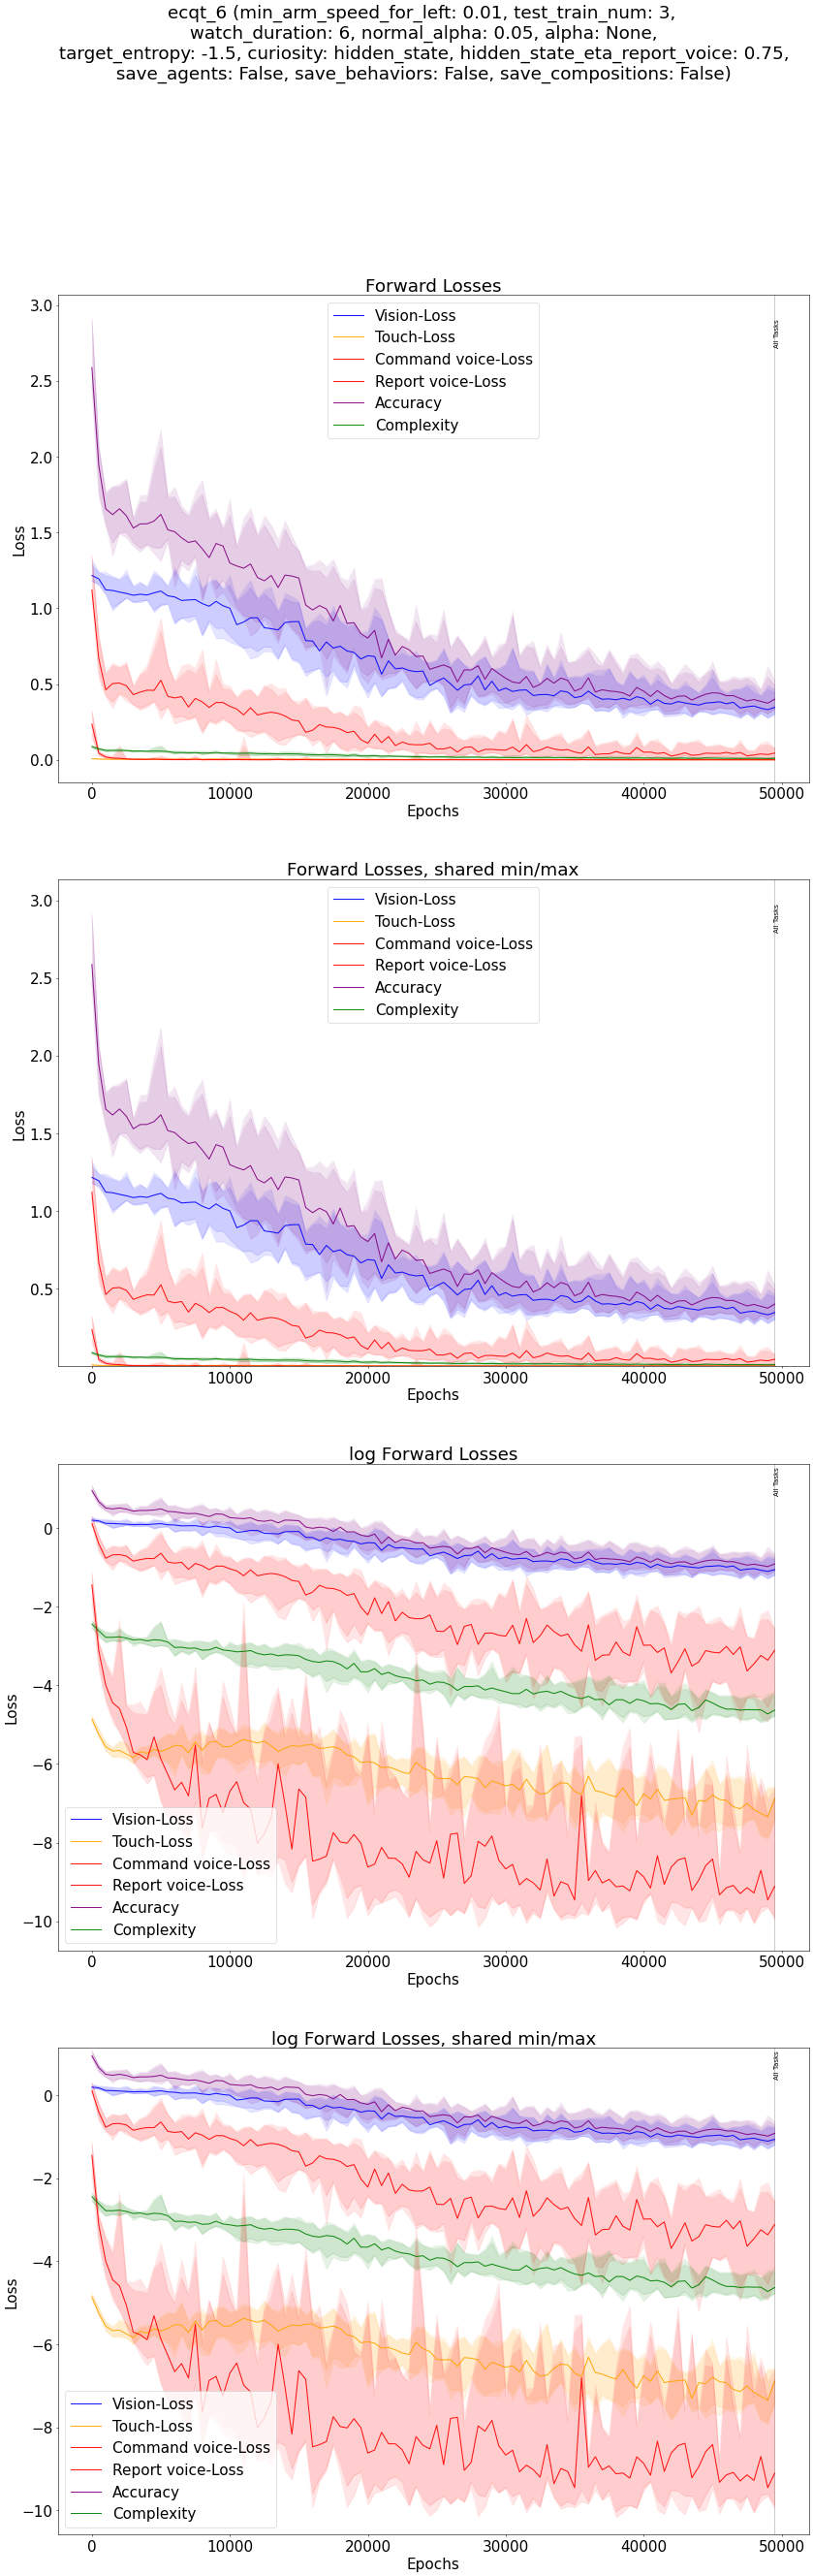 ecqt_6 (min_arm_speed_for_left: 0.01, test_train_num: 3,
watch_duration: 6, normal_alpha: 0.05, alpha: None,
target_entropy: -1.5, curiosity: hidden_state, hidden_state_eta_report_voice: 0.75,
save_agents: False, save_behaviors: False, save_compositions: False)
Forward Losses
3.0
2.5
2.0
1.5
1.0
0.5
0.0
Loss
Vision-Loss
Touch-Loss
Command voice-Loss
Report voice-Loss
Accuracy
Complexity
All Tasks
0 10000 20000 30000 40000 50000
Epochs
Forward Losses, shared min/max
3.0
2.5
2.0
1.5
1.0
0.5
Loss
Vision-Loss
Touch-Loss
Command voice-Loss
Report voice-Loss
Accuracy
Complexity
All Tasks
0 10000 20000 30000 40000 50000
Epochs
log Forward Losses
0
−2
−4
−6
−8
−10
Loss
All Tasks
Vision-Loss
Touch-Loss
Command voice-Loss
Report voice-Loss
Accuracy
Complexity
0 10000 20000 30000 40000 50000
Epochs
log Forward Losses, shared min/max
0
−2
−4
−6
−8
−10
Loss
All Tasks
Vision-Loss
Touch-Loss
Command voice-Loss
Report voice-Loss
Accuracy
Complexity
0 10000 20000 30000 40000 50000
Epochs